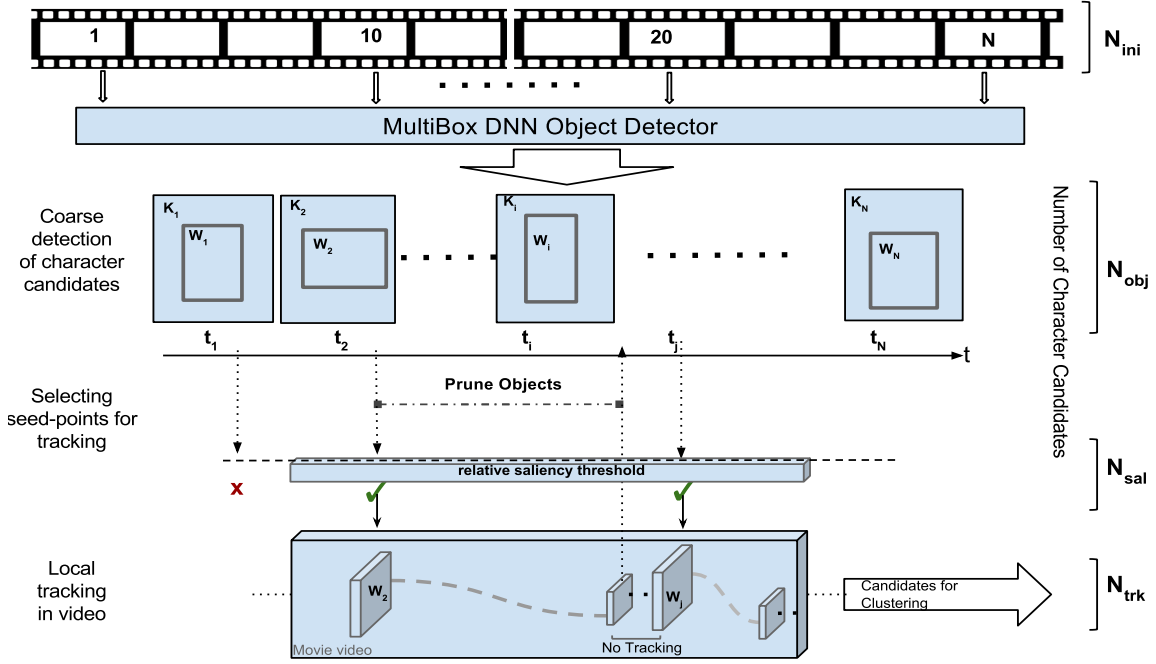 1
10
20
N
N_ini
MultiBox DNN Object Detector
Coarse
detection
of character
candidates
K_1
W_1
K_2
W_2
K_i
W_i
K_N
W_N
Number of Character Candidates
N_obj
t_1
t_2
t_i
t_j
t_N
t
Prune Objects
Selecting
seed-points for
tracking
relative saliency threshold
N_sal
x
Local
tracking
in video
W_2
W_j
No Tracking
Movie video
Candidates for
Clustering
N_trk